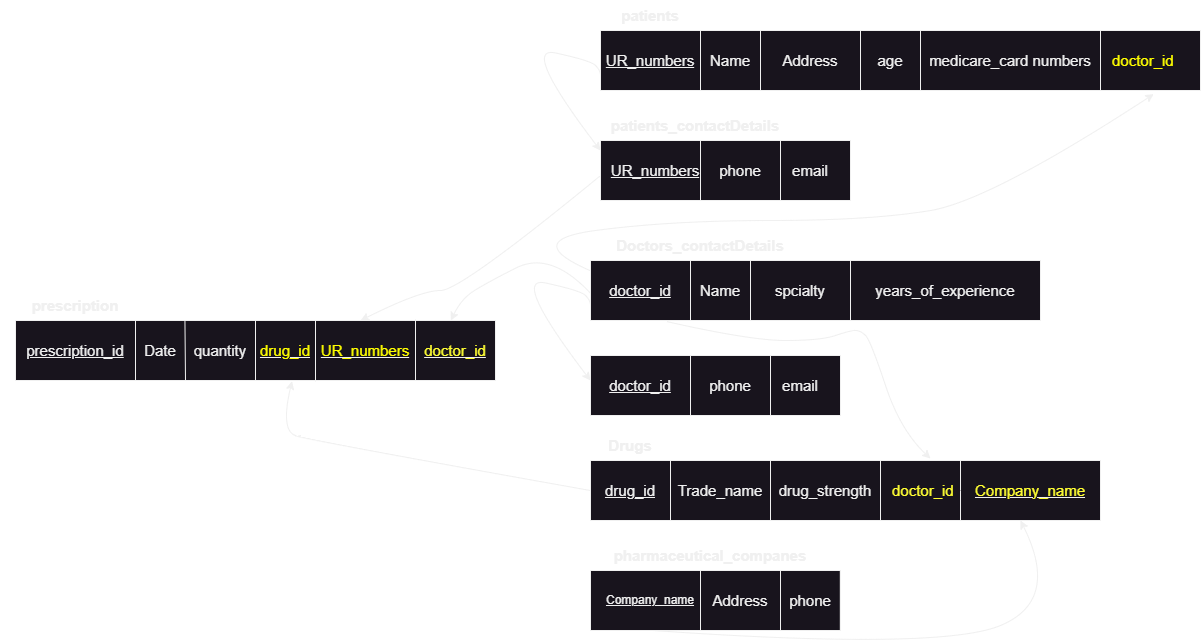 patients
UR_numbers Name Address age medicare_card numbers doctor_id
patients_contactDetails
UR_numbers phone email
Doctors_contactDetails
doctor_id Name spcialty years_of_experience
prescription
prescription_id Date quantity drug_id UR_numbers doctor_id
doctor_id phone email
Drugs
drug_id Trade_name drug_strength doctor_id Company_name
pharmaceutical_companes
Company_name Address phone